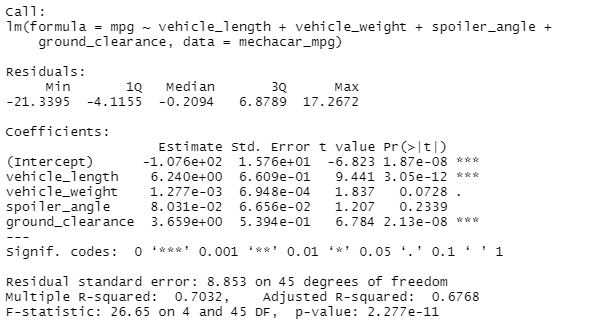 Call:
lm(formula = mpg ~ vehicle_length + vehicle_weight + spoiler_angle +
    ground_clearance, data = mechacar_mpg)

Residuals:
     Min       1Q   Median       3Q      Max
-21.3395  -4.1155  -0.2094   6.8789  17.2672

Coefficients:
                   Estimate Std. Error t value Pr(>|t|)
(Intercept)      -1.076e+02  1.576e+01  -6.823 1.87e-08 ***
vehicle_length    6.240e+00  6.609e-01   9.441 3.05e-12 ***
vehicle_weight    1.277e-03  6.948e-04   1.837   0.0728 .
spoiler_angle     8.031e-02  6.656e-02   1.207   0.2339
ground_clearance  3.659e+00  5.394e-01   6.784 2.13e-08 ***
---
Signif. codes:  0 ‘***’ 0.001 ‘**’ 0.01 ‘*’ 0.05 ‘.’ 0.1 ‘ ’ 1

Residual standard error: 8.853 on 45 degrees of freedom
Multiple R-squared:  0.7032,	Adjusted R-squared:  0.6768
F-statistic: 26.65 on 4 and 45 DF,  p-value: 2.277e-11